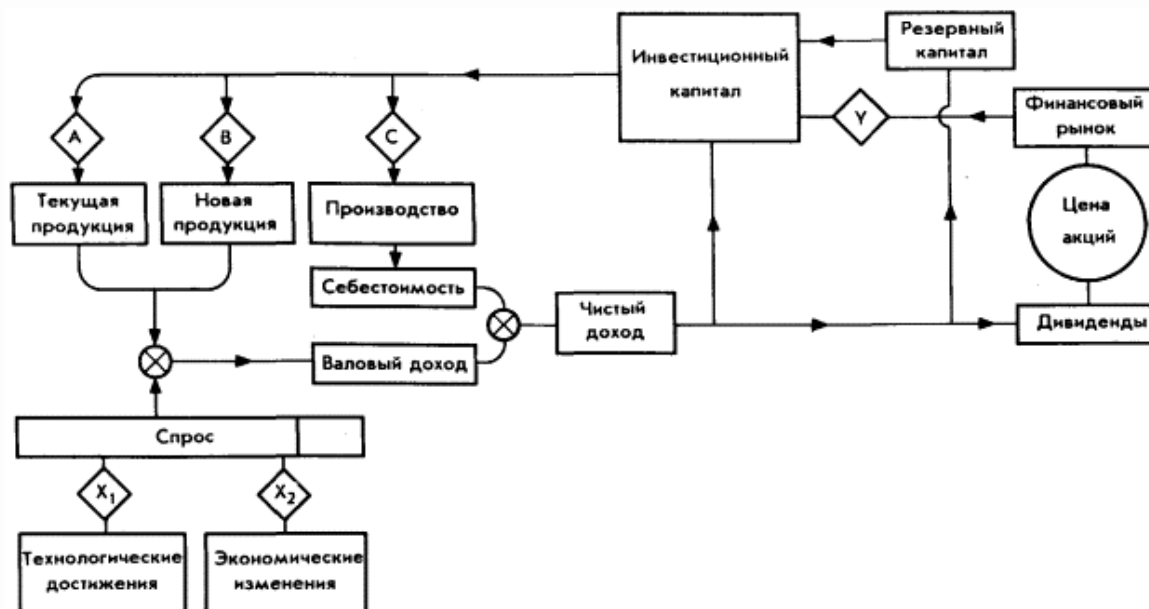 Инвестиционный
капитал
Резервный
капитал
Финансовый
рынок
Цена
акций
Дивиденды
A
B
C
Y
Текущая
продукция
Новая
продукция
Производство
Себестоимость
Чистый
доход
Валовый доход
Спрос
X₁
X₂
Технологические
достижения
Экономические
изменения